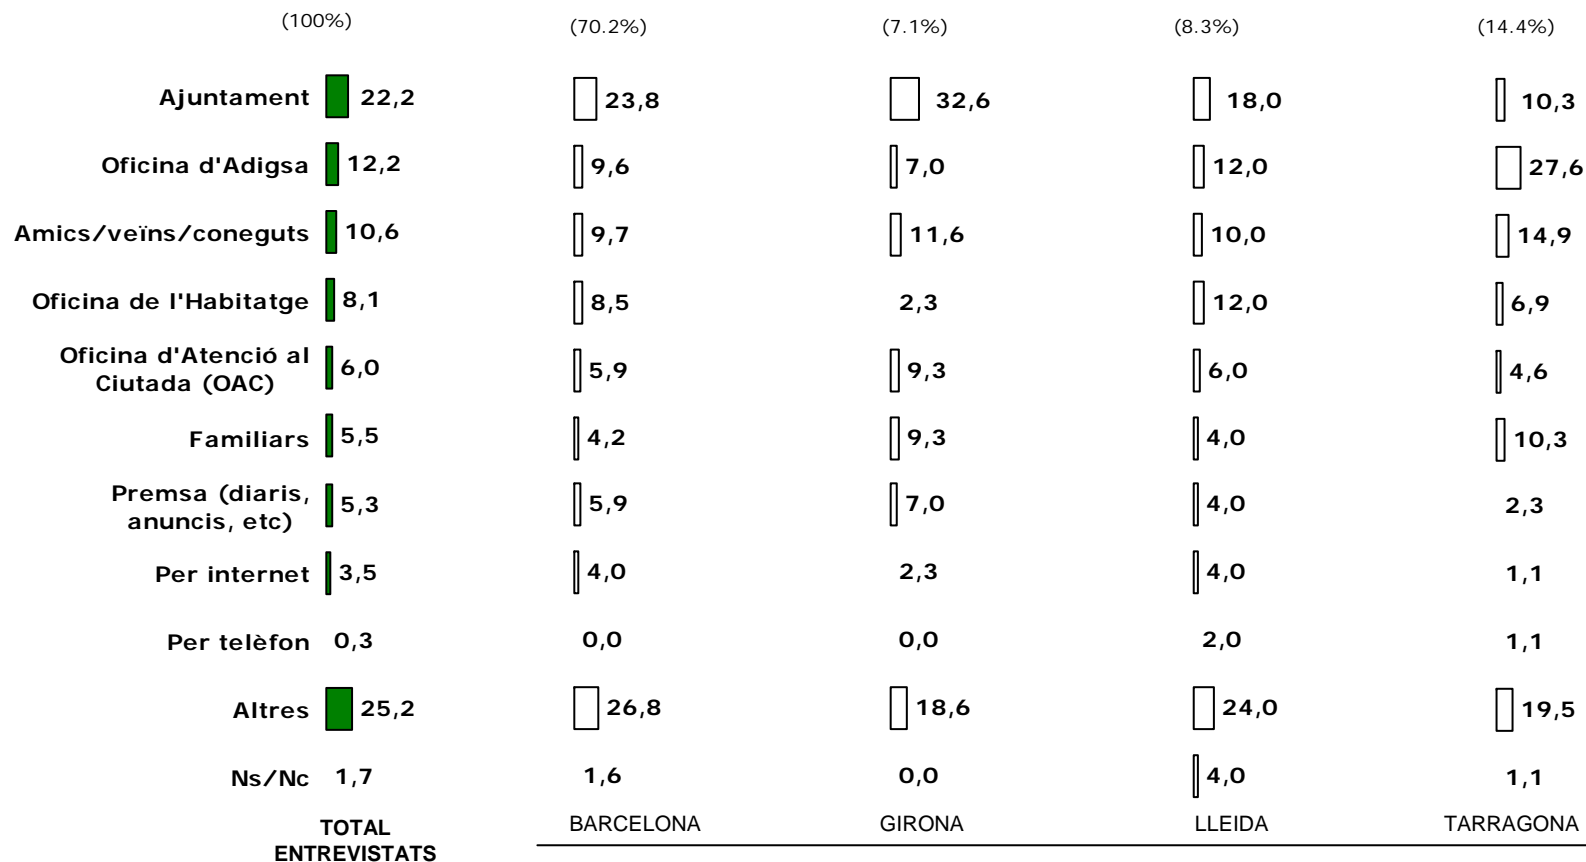 (100%) (70.2%) (7.1%) (8.3%) (14.4%)
Ajuntament 22,2 23,8 32,6 18,0 10,3
Oficina d'Adigsa 12,2 9,6 7,0 12,0 27,6
Amics/veïns/coneguts 10,6 9,7 11,6 10,0 14,9
Oficina de l'Habitatge 8,1 8,5 2,3 12,0 6,9
Oficina d'Atenció al
Ciutada (OAC) 6,0 5,9 9,3 6,0 4,6
Familiars 5,5 4,2 9,3 4,0 10,3
Premsa (diaris,
anuncis, etc) 5,3 5,9 7,0 4,0 2,3
Per internet 3,5 4,0 2,3 4,0 1,1
Per telèfon 0,3 0,0 0,0 2,0 1,1
Altres 25,2 26,8 18,6 24,0 19,5
Ns/Nc 1,7 1,6 0,0 4,0 1,1
TOTAL BARCELONA GIRONA LLEIDA TARRAGONA
ENTREVISTATS